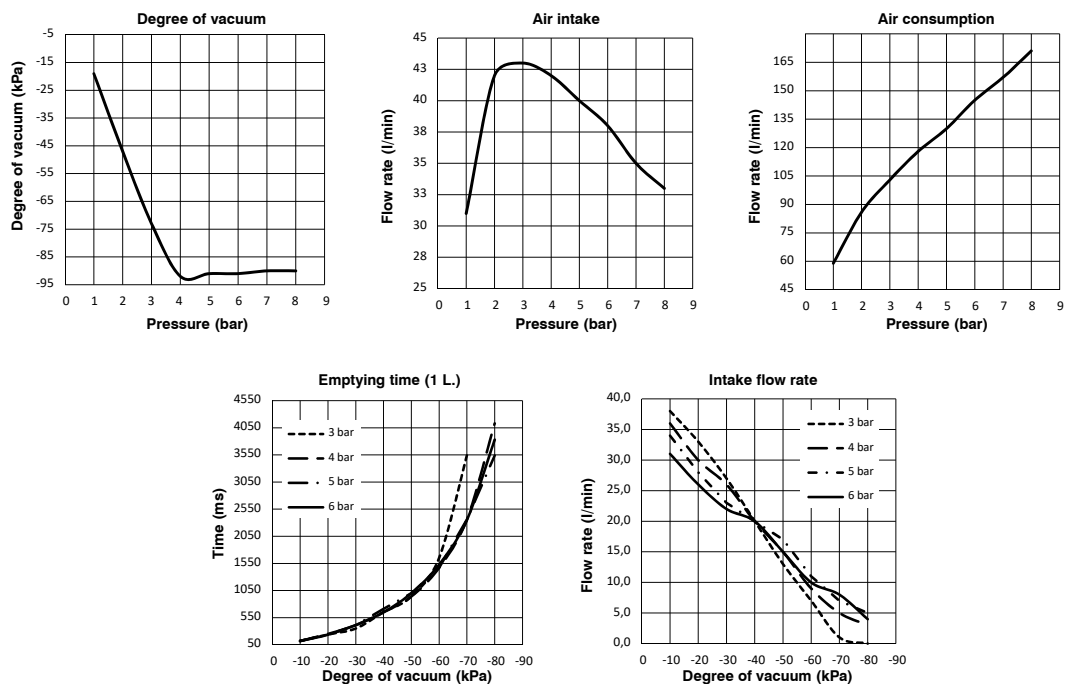 Degree of vacuum
Degree of vacuum (kPa)
-5
-15
-25
-35
-45
-55
-65
-75
-85
-95
0 1 2 3 4 5 6 7 8 9
Pressure (bar)
Air intake
Flow rate (l/min)
45
43
40
38
35
33
30
28
25
0 1 2 3 4 5 6 7 8 9
Pressure (bar)
Air consumption
Flow rate (l/min)
165
150
135
120
105
90
75
60
45
0 1 2 3 4 5 6 7 8 9
Pressure (bar)
Emptying time (1 L.)
Time (ms)
4550
4050
3550
3050
2550
2050
1550
1050
550
50
3 bar
4 bar
5 bar
6 bar
0 -10 -20 -30 -40 -50 -60 -70 -80 -90
Degree of vacuum (kPa)
Intake flow rate
Flow rate (l/min)
40,0
35,0
30,0
25,0
20,0
15,0
10,0
5,0
0,0
3 bar
4 bar
5 bar
6 bar
0 -10 -20 -30 -40 -50 -60 -70 -80 -90
Degree of vacuum (kPa)